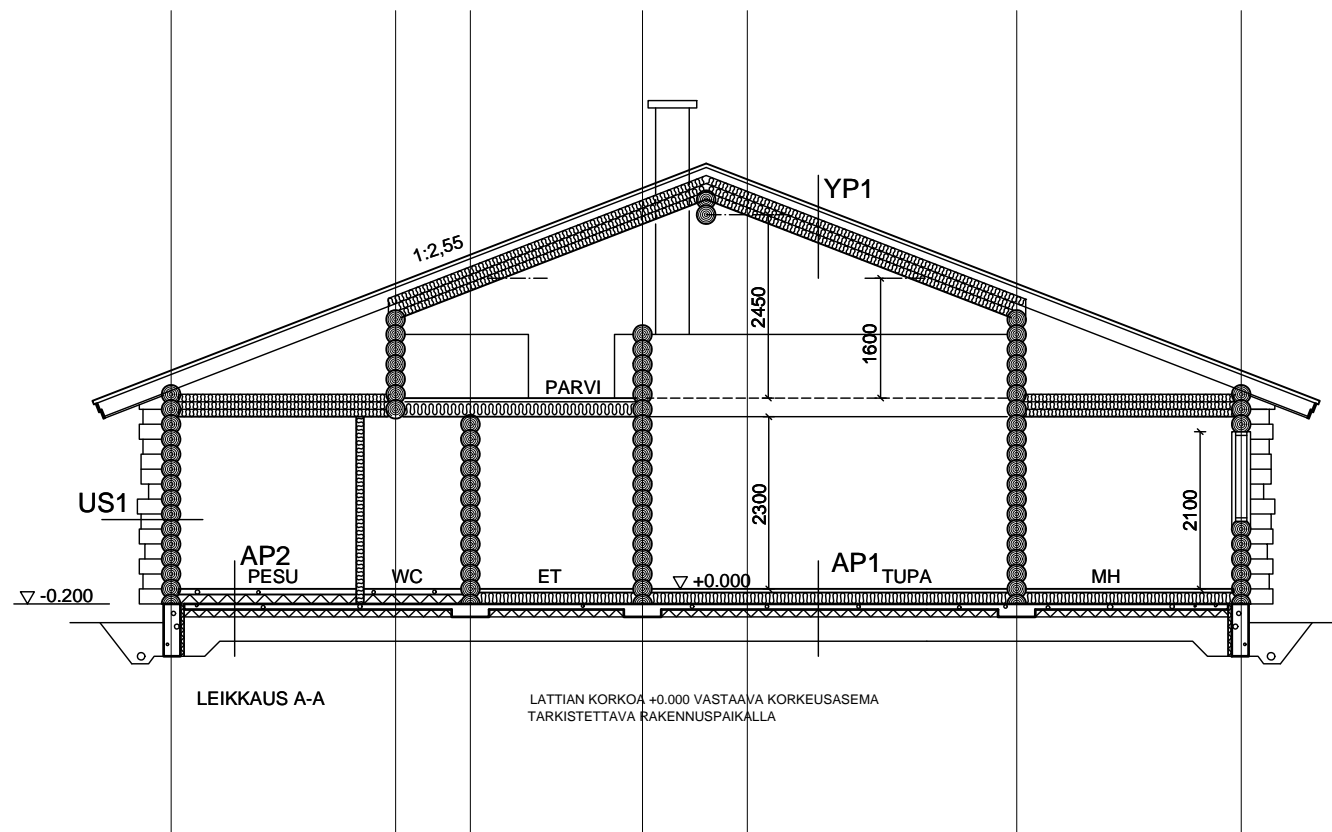 YP1
1:2,55
2450
1600
PARVI
US1
2300
2100
AP2
PESU
WC
ET
+0.000
AP1
TUPA
MH
-0.200
LEIKKAUS A-A
LATTIAN KORKOA +0.000 VASTAAVA KORKEUSASEMA
TARKISTETTAVA RAKENNUSPAIKALLA